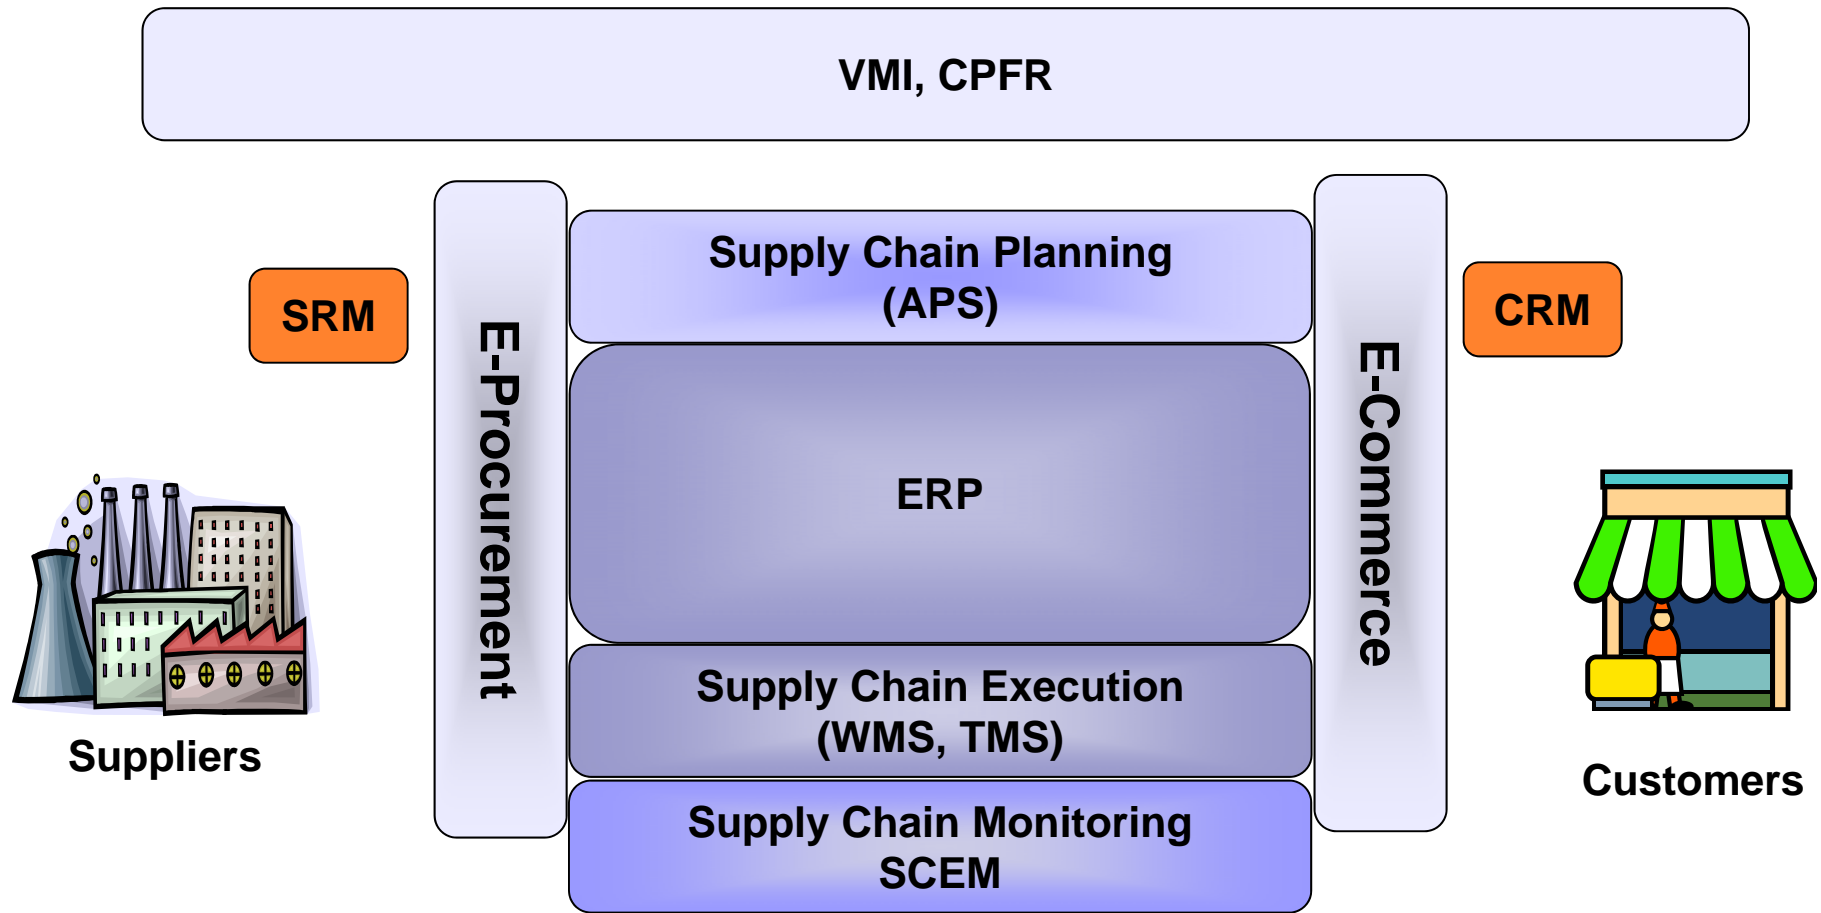 VMI, CPFR
SRM
E-Procurement
Supply Chain Planning
(APS)
ERP
Supply Chain Execution
(WMS, TMS)
Supply Chain Monitoring
SCEM
E-Commerce
CRM
Suppliers
Customers